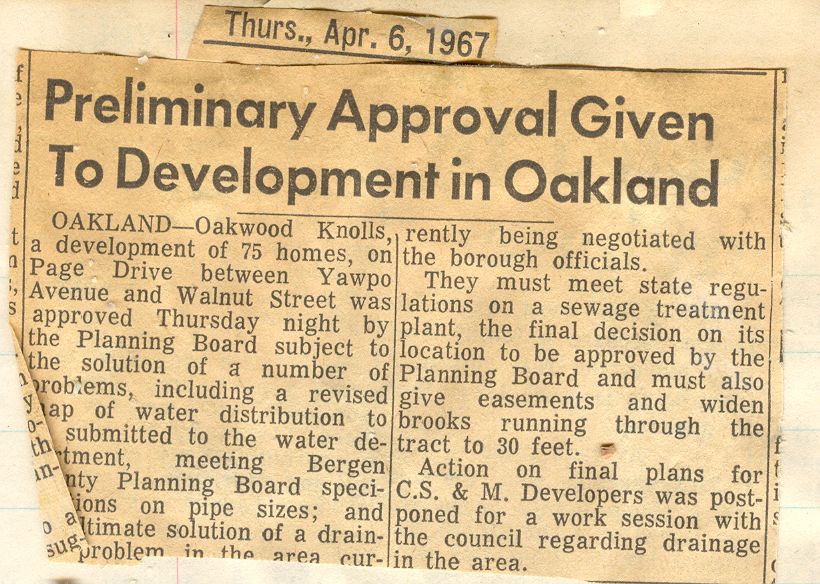 Thurs., Apr. 6, 1967
Preliminary Approval Given
To Development in Oakland
OAKLAND—Oakwood Knolls,
a development of 75 homes, on
Page Drive between Yawpo
Avenue and Walnut Street was
approved Thursday night by
the Planning Board subject to
the solution of a number of
problems, including a revised
map of water distribution to
submitted to the water de-
rtment, meeting Bergen
nty Planning Board speci-
ions on pipe sizes; and
ltimate solution of a drain-
problem in the area cur-
rently being negotiated with
the borough officials.
They must meet state regu-
lations on a sewage treatment
plant, the final decision on its
location to be approved by the
Planning Board and must also
give easements and widen
brooks running through the
tract to 30 feet.
Action on final plans for
C.S. & M. Developers was post-
poned for a work session with
the council regarding drainage
in the area.